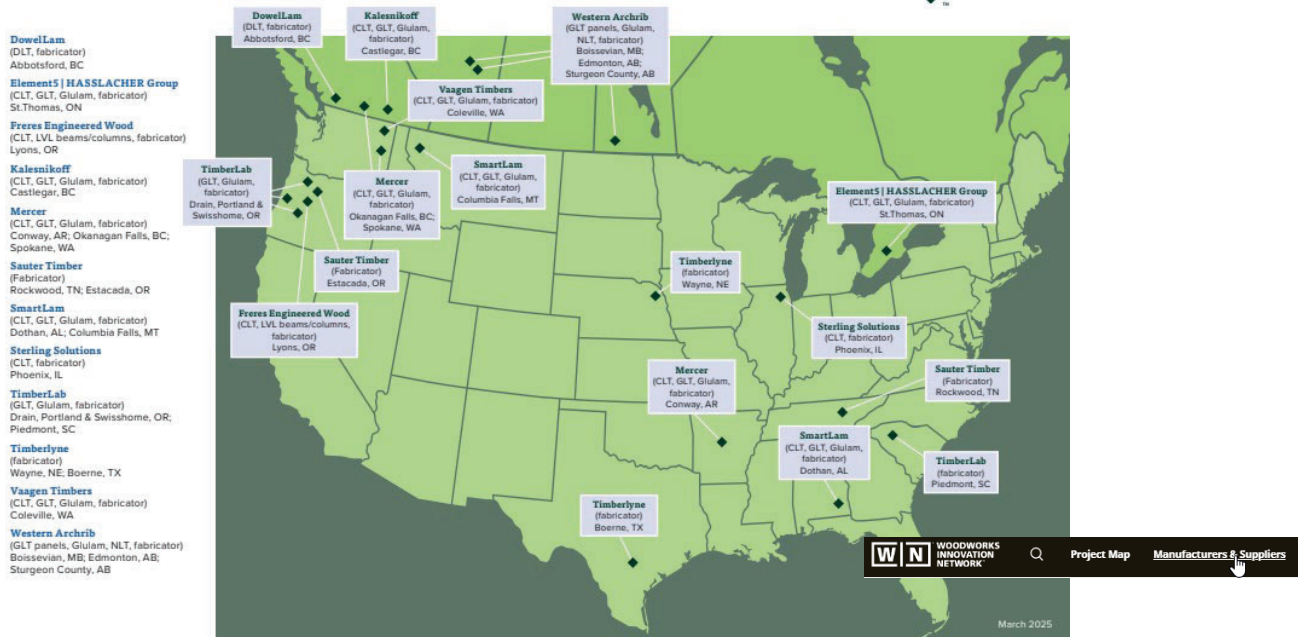 DowelLam
(DLT, fabricator)
Abbotsford, BC
Element5 | HASSLACHER Group
(CLT, GLT, Glulam, fabricator)
St.Thomas, ON
Freres Engineered Wood
(CLT, LVL beams/columns, fabricator)
Lyons, OR
Kalesnikoff
(CLT, GLT, Glulam, fabricator)
Castlegar, BC
Mercer
(CLT, GLT, Glulam, fabricator)
Conway, AR; Okanagan Falls, BC;
Spokane, WA
Sauter Timber
(Fabricator)
Rockwood, TN; Estacada, OR
SmartLam
(CLT, GLT, Glulam, fabricator)
Dothan, AL; Columbia Falls, MT
Sterling Solutions
(CLT, fabricator)
Phoenix, IL
TimberLab
(GLT, Glulam, fabricator)
Drain, Portland & Swisshome, OR;
Piedmont, SC
Timberlyne
(fabricator)
Wayne, NE; Boerne, TX
Vaagen Timbers
(CLT, GLT, Glulam, fabricator)
Coleville, WA
Western Archrib
(GLT panels, Glulam, NLT, fabricator)
Boissevian, MB; Edmonton, AB;
Sturgeon County, AB
DowelLam
(DLT, fabricator)
Abbotsford, BC
Kalesnikoff
(CLT, GLT, Glulam,
fabricator)
Castlegar, BC
Western Archrib
(GLT panels, Glulam,
NLT, fabricator)
Boissevian, MB;
Edmonton, AB;
Sturgeon County, AB
Vaagen Timbers
(CLT, GLT, Glulam, fabricator)
Coleville, WA
TimberLab
(GLT, Glulam,
fabricator)
Drain, Portland &
Swisshome, OR
Mercer
(CLT, GLT, Glulam,
fabricator)
Okanagan Falls, BC;
Spokane, WA
SmartLam
(CLT, GLT, Glulam,
fabricator)
Columbia Falls, MT
Element5 | HASSLACHER Group
(CLT, GLT, Glulam, fabricator)
St.Thomas, ON
Sauter Timber
(Fabricator)
Estacada, OR
Timberlyne
(fabricator)
Wayne, NE
Freres Engineered Wood
(CLT, LVL beams/columns,
fabricator)
Lyons, OR
Sterling Solutions
(CLT, fabricator)
Phoenix, IL
Mercer
(CLT, GLT, Glulam,
fabricator)
Conway, AR
Sauter Timber
(Fabricator)
Rockwood, TN
SmartLam
(CLT, GLT, Glulam,
fabricator)
Dothan, AL
TimberLab
(fabricator)
Piedmont, SC
Timberlyne
(fabricator)
Boerne, TX
WN WOODWORKS
INNOVATION
NETWORK
Project Map
Manufacturers & Suppliers
March 2025